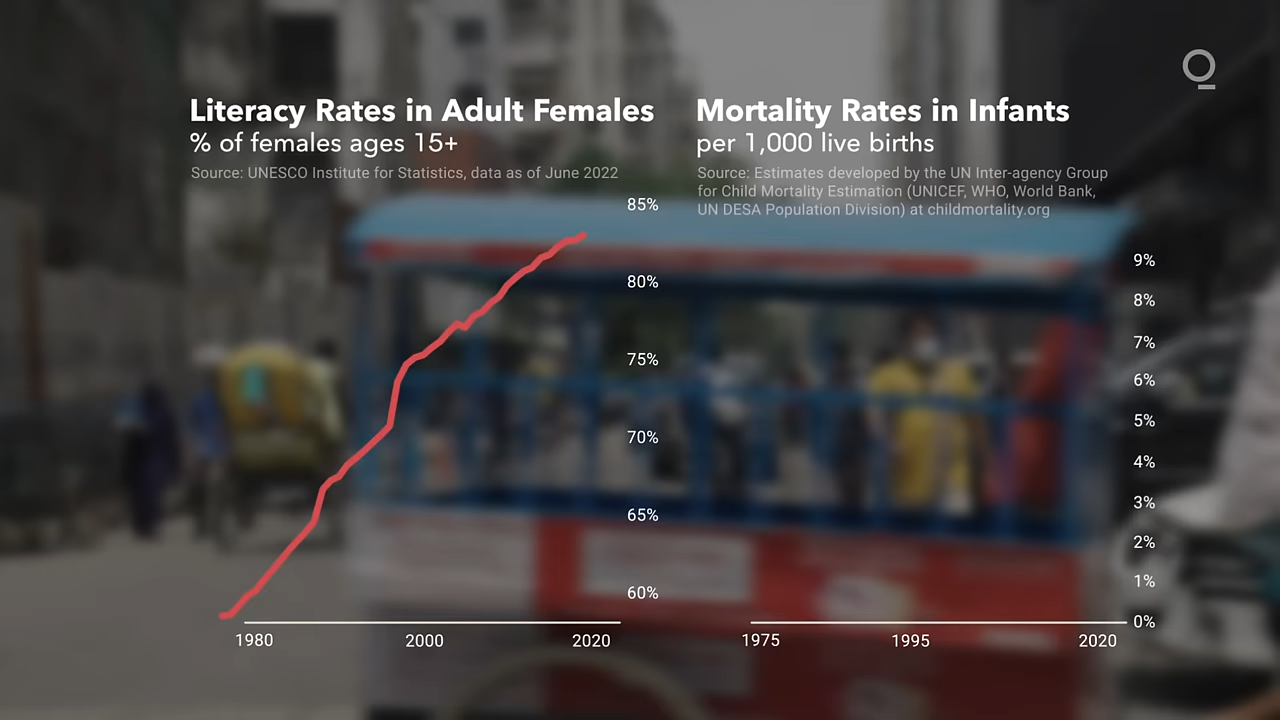 Literacy Rates in Adult Females
% of females ages 15+
Source: UNESCO Institute for Statistics, data as of June 2022
85%
80%
75%
70%
65%
60%
1980
2000
2020
Mortality Rates in Infants
per 1,000 live births
Source: Estimates developed by the UN Inter-agency Group
for Child Mortality Estimation (UNICEF, WHO, World Bank,
UN DESA Population Division) at childmortality.org
9%
8%
7%
6%
5%
4%
3%
2%
1%
0%
1975
1995
2020